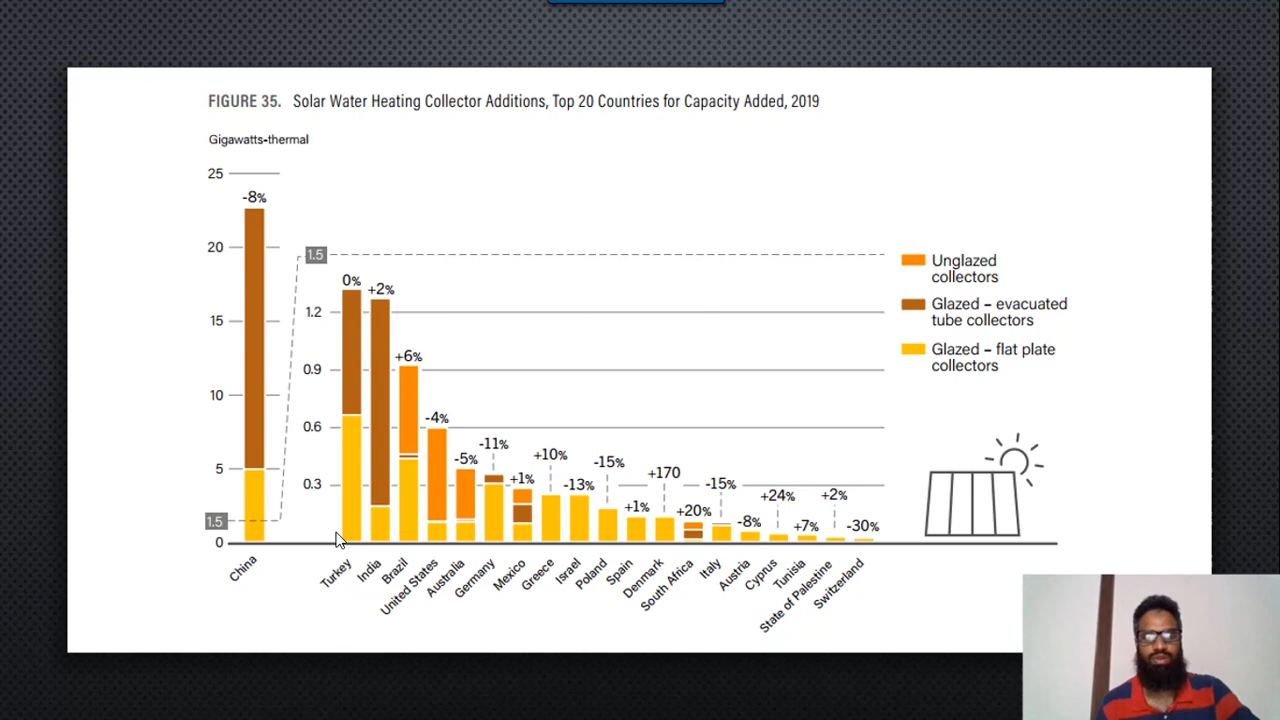 FIGURE 35. Solar Water Heating Collector Additions, Top 20 Countries for Capacity Added, 2019
Gigawatts-thermal
25
20
15
10
5
1.5
0
-8%
1.5
1.2
0.9
0.6
0.3
0%
+2%
+6%
-4%
-5%
-11%
+1%
+10%
-13%
-15%
+1%
+170
+20%
-15%
-8%
+24%
+7%
+2%
-30%
Unglazed
collectors
Glazed – evacuated
tube collectors
Glazed – flat plate
collectors
China
Turkey
India
Brazil
United States
Australia
Germany
Mexico
Greece
Israel
Poland
Spain
Denmark
South Africa
Italy
Austria
Cyprus
Tunisia
State of Palestine
Switzerland